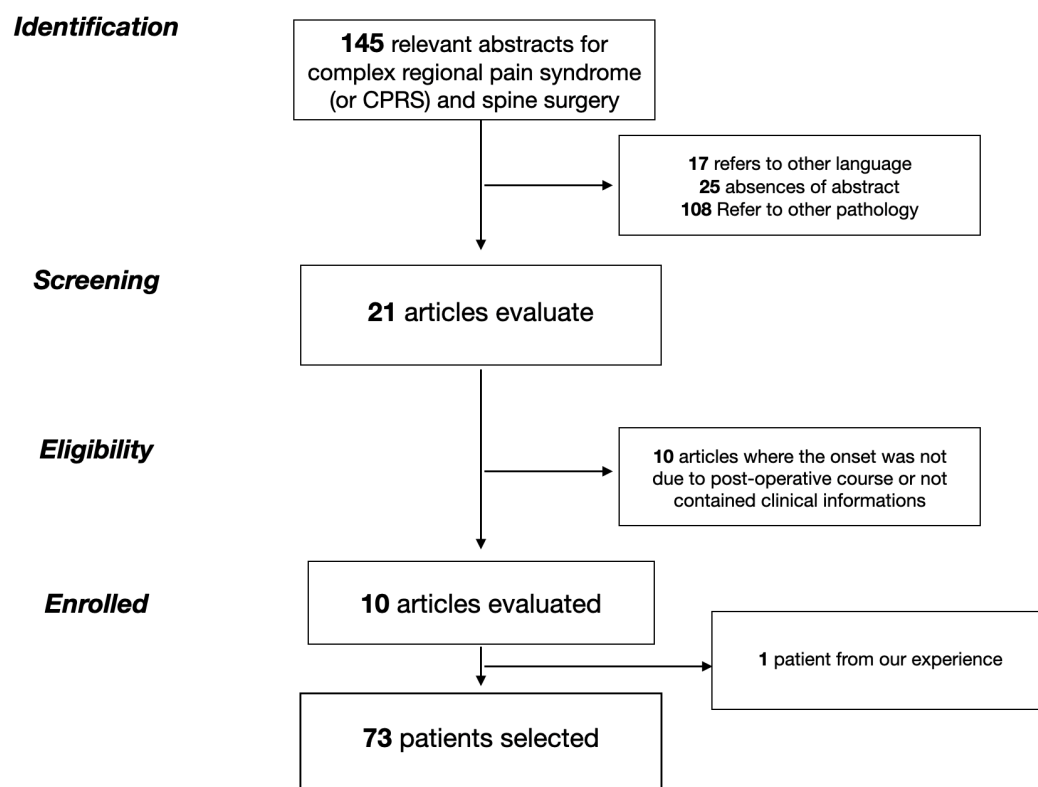 Identification
145 relevant abstracts for
complex regional pain syndrome
(or CPRS) and spine surgery
17 refers to other language
25 absences of abstract
108 Refer to other pathology
Screening
21 articles evaluate
Eligibility
10 articles where the onset was not
due to post-operative course or not
contained clinical informations
Enrolled
10 articles evaluated
1 patient from our experience
73 patients selected